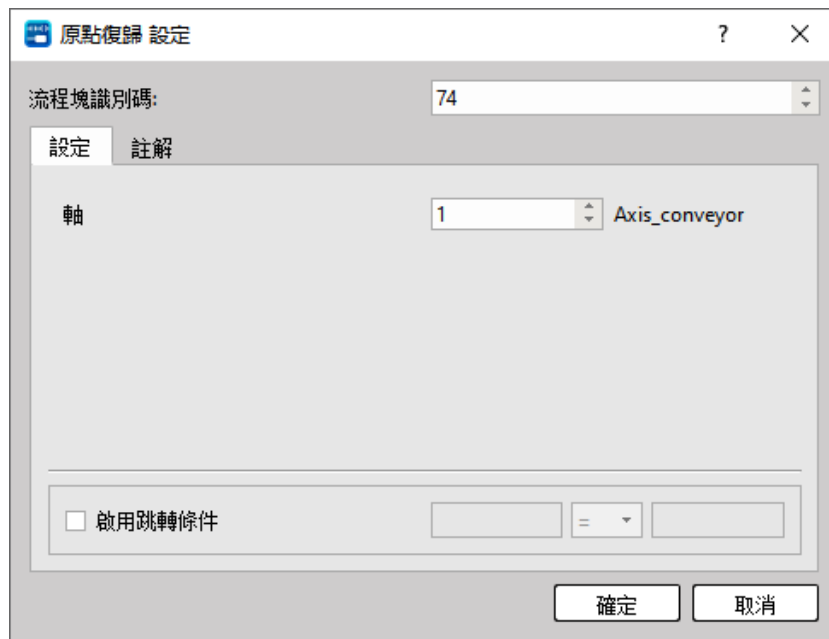 原點復歸 設定
流程塊識別碼: 74
設定 註解
軸 1 Axis_conveyor
啟用跳轉條件 =
確定 取消